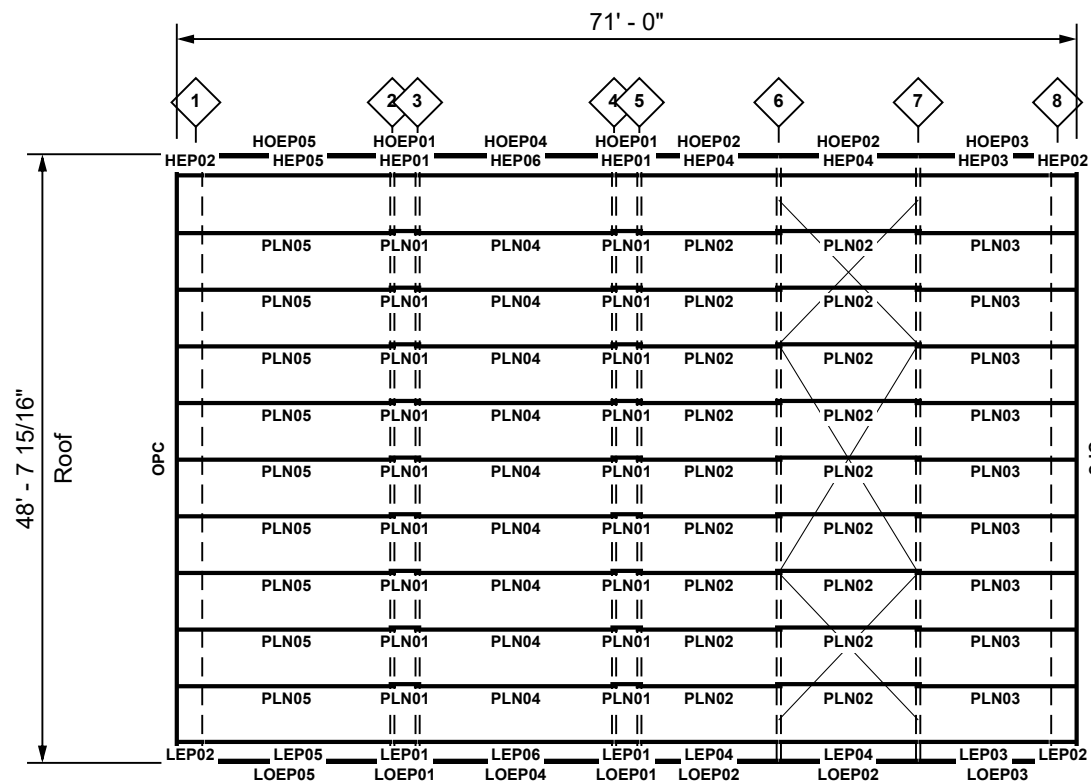 71' - 0"
1 2 3 4 5 6 7 8
HOEP05 HOEP01 HOEP04 HOEP01 HOEP02 HOEP02 HOEP03
HEP02 HEP05 HEP01 HEP06 HEP01 HEP04 HEP04 HEP03 HEP02
PLN05 PLN01 PLN04 PLN01 PLN02 PLN02 PLN03
PLN05 PLN01 PLN04 PLN01 PLN02 PLN02 PLN03
PLN05 PLN01 PLN04 PLN01 PLN02 PLN02 PLN03
PLN05 PLN01 PLN04 PLN01 PLN02 PLN02 PLN03
48' - 7 15/16"
Roof
OPC
PLN05 PLN01 PLN04 PLN01 PLN02 PLN02 PLN03
PLN05 PLN01 PLN04 PLN01 PLN02 PLN02 PLN03
PLN05 PLN01 PLN04 PLN01 PLN02 PLN02 PLN03
PLN05 PLN01 PLN04 PLN01 PLN02 PLN02 PLN03
PLN05 PLN01 PLN04 PLN01 PLN02 PLN02 PLN03
LEP02 LEP05 LEP01 LEP06 LEP01 LEP04 LEP04 LEP03 LEP02
LOEP05 LOEP01 LOEP04 LOEP01 LOEP02 LOEP02 LOEP03